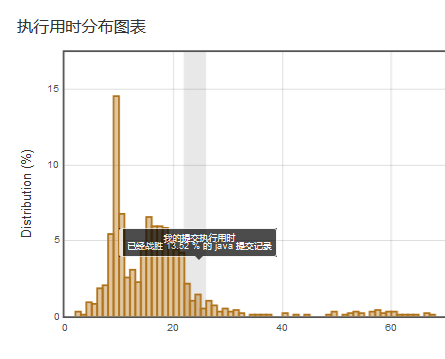 执行用时分布图表
Distribution (%)
15
10
5
0
我的提交执行用时
已经战胜 13.82 % 的 java 提交记录
0 20 40 60